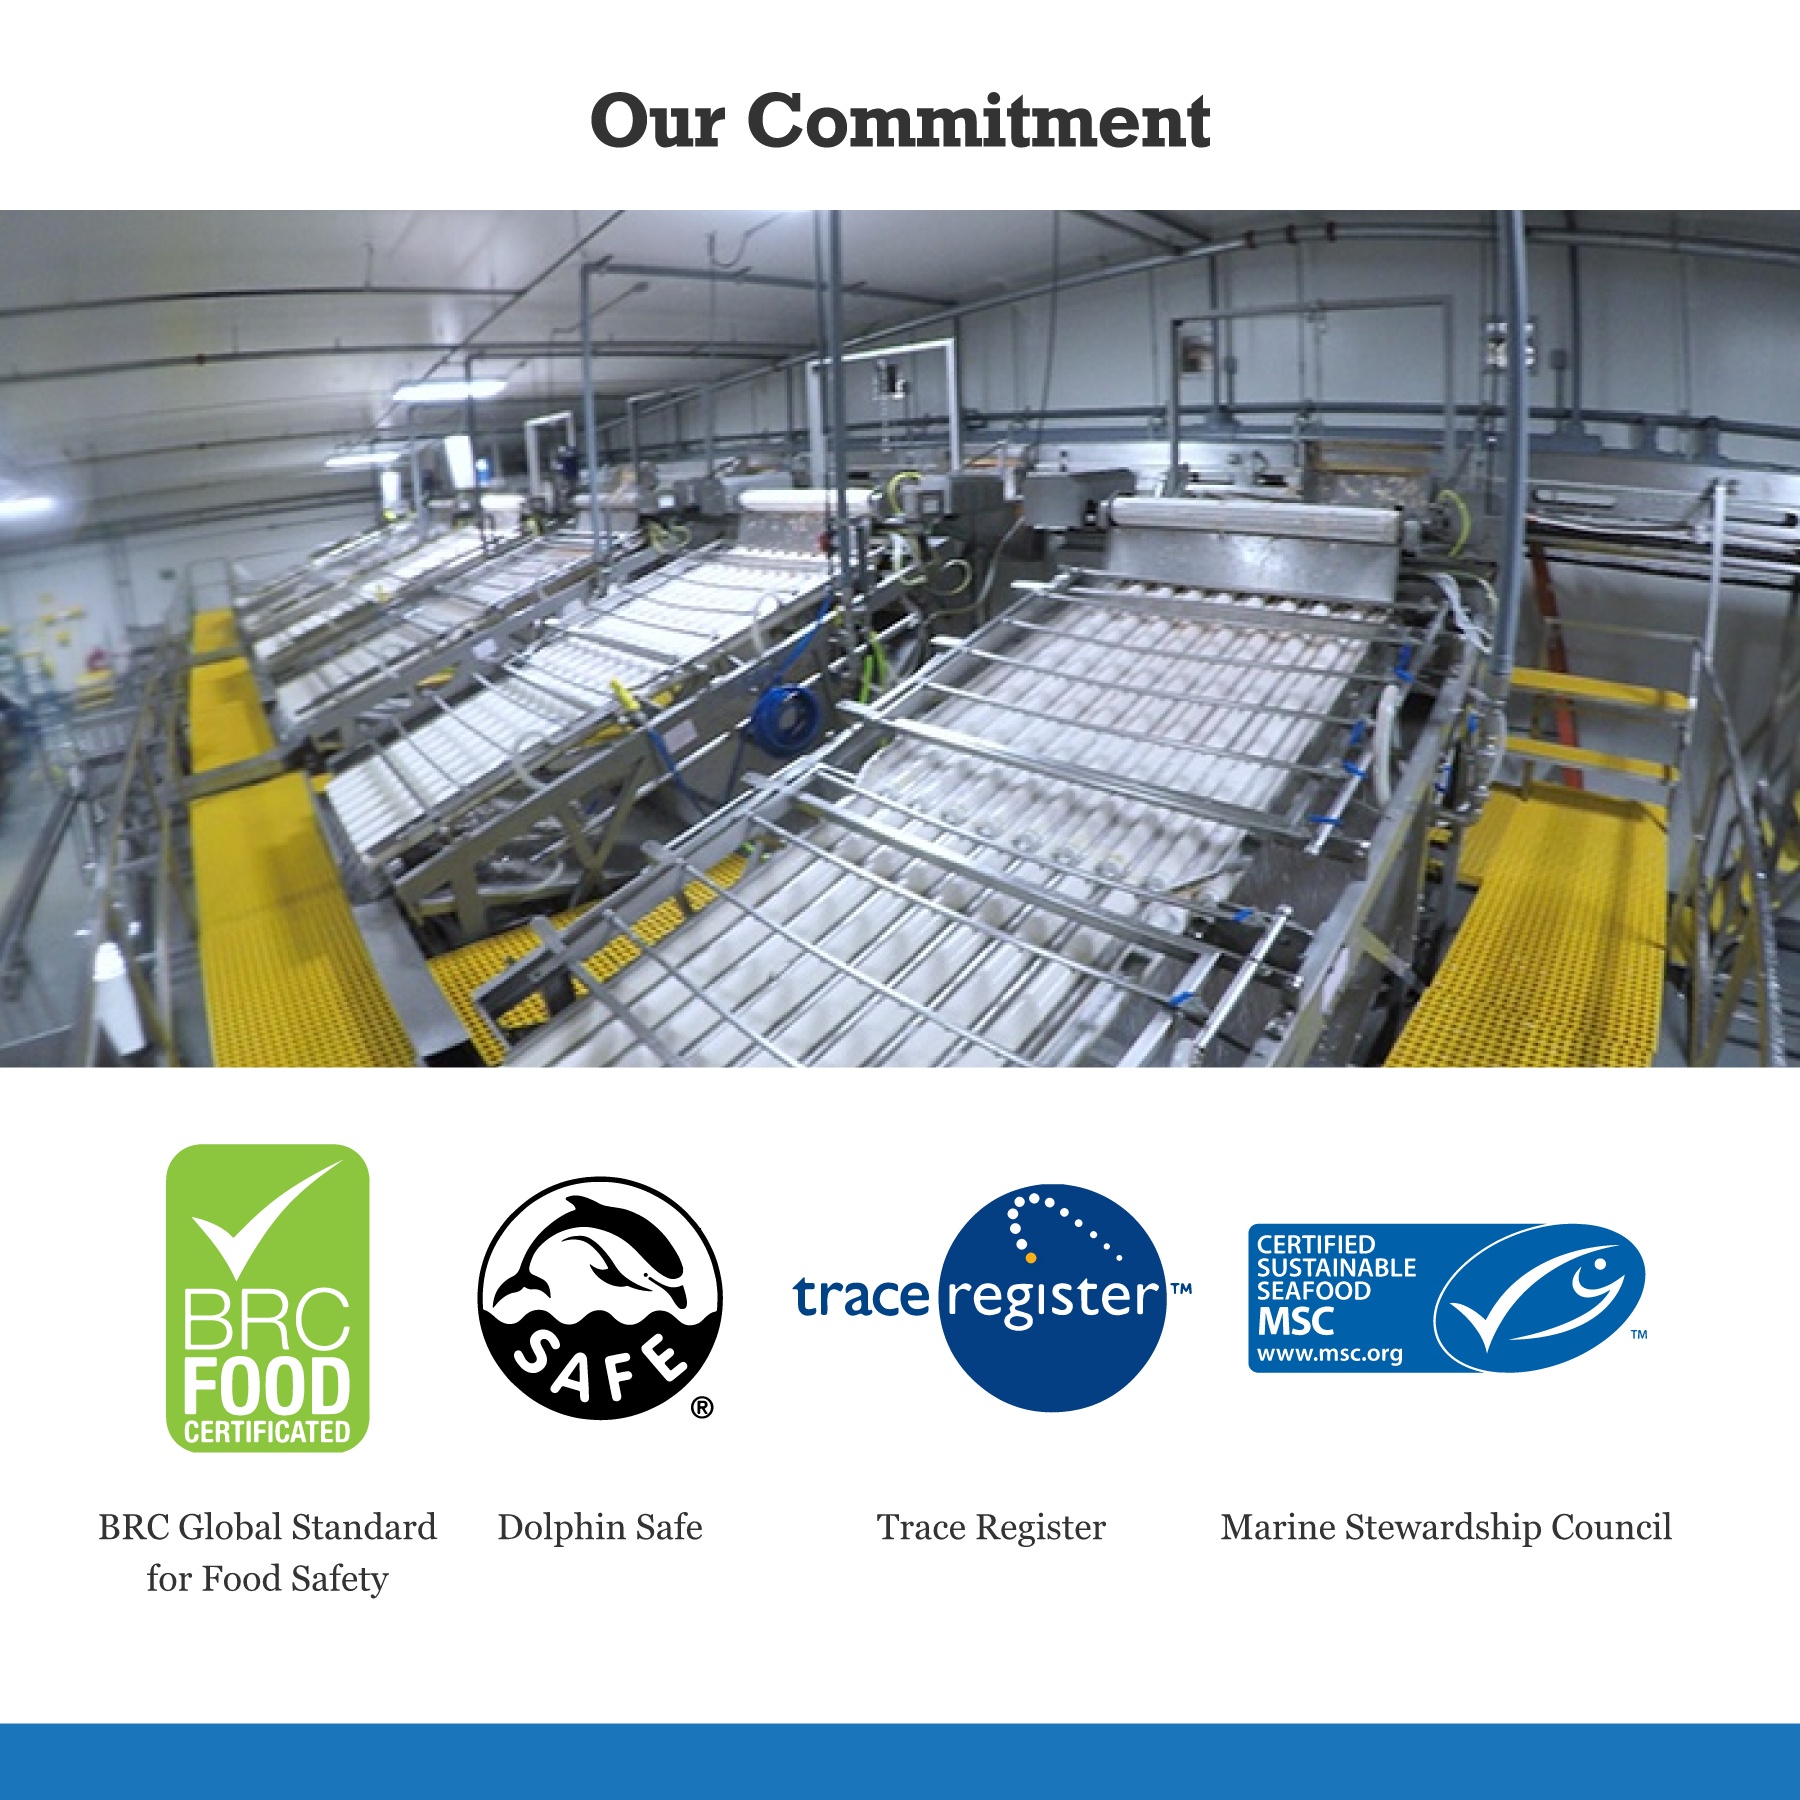 Our Commitment
BRC
FOOD
CERTIFICATED
SAFE
®
trace register™
CERTIFIED
SUSTAINABLE
SEAFOOD
MSC
www.msc.org
™
BRC Global Standard
for Food Safety
Dolphin Safe
Trace Register
Marine Stewardship Council